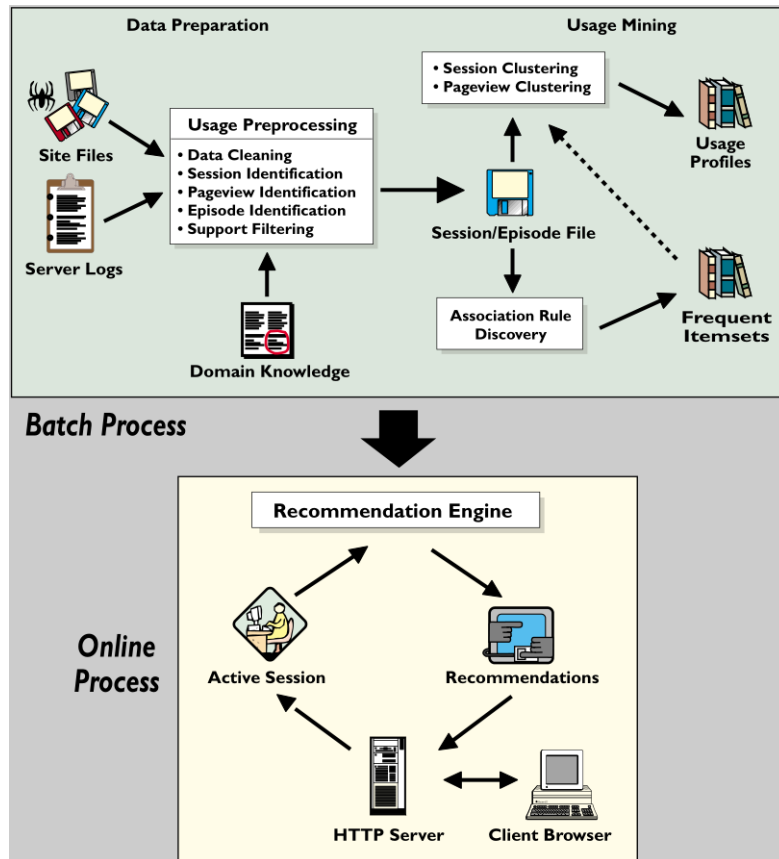 Data Preparation
Usage Mining
• Session Clustering
• Pageview Clustering
Usage Preprocessing
• Data Cleaning
• Session Identification
• Pageview Identification
• Episode Identification
• Support Filtering
Site Files
Usage
Profiles
Server Logs
Session/Episode File
Association Rule
Discovery
Frequent
Itemsets
Domain Knowledge
Batch Process
Recommendation Engine
Online
Process
Active Session
Recommendations
HTTP Server
Client Browser